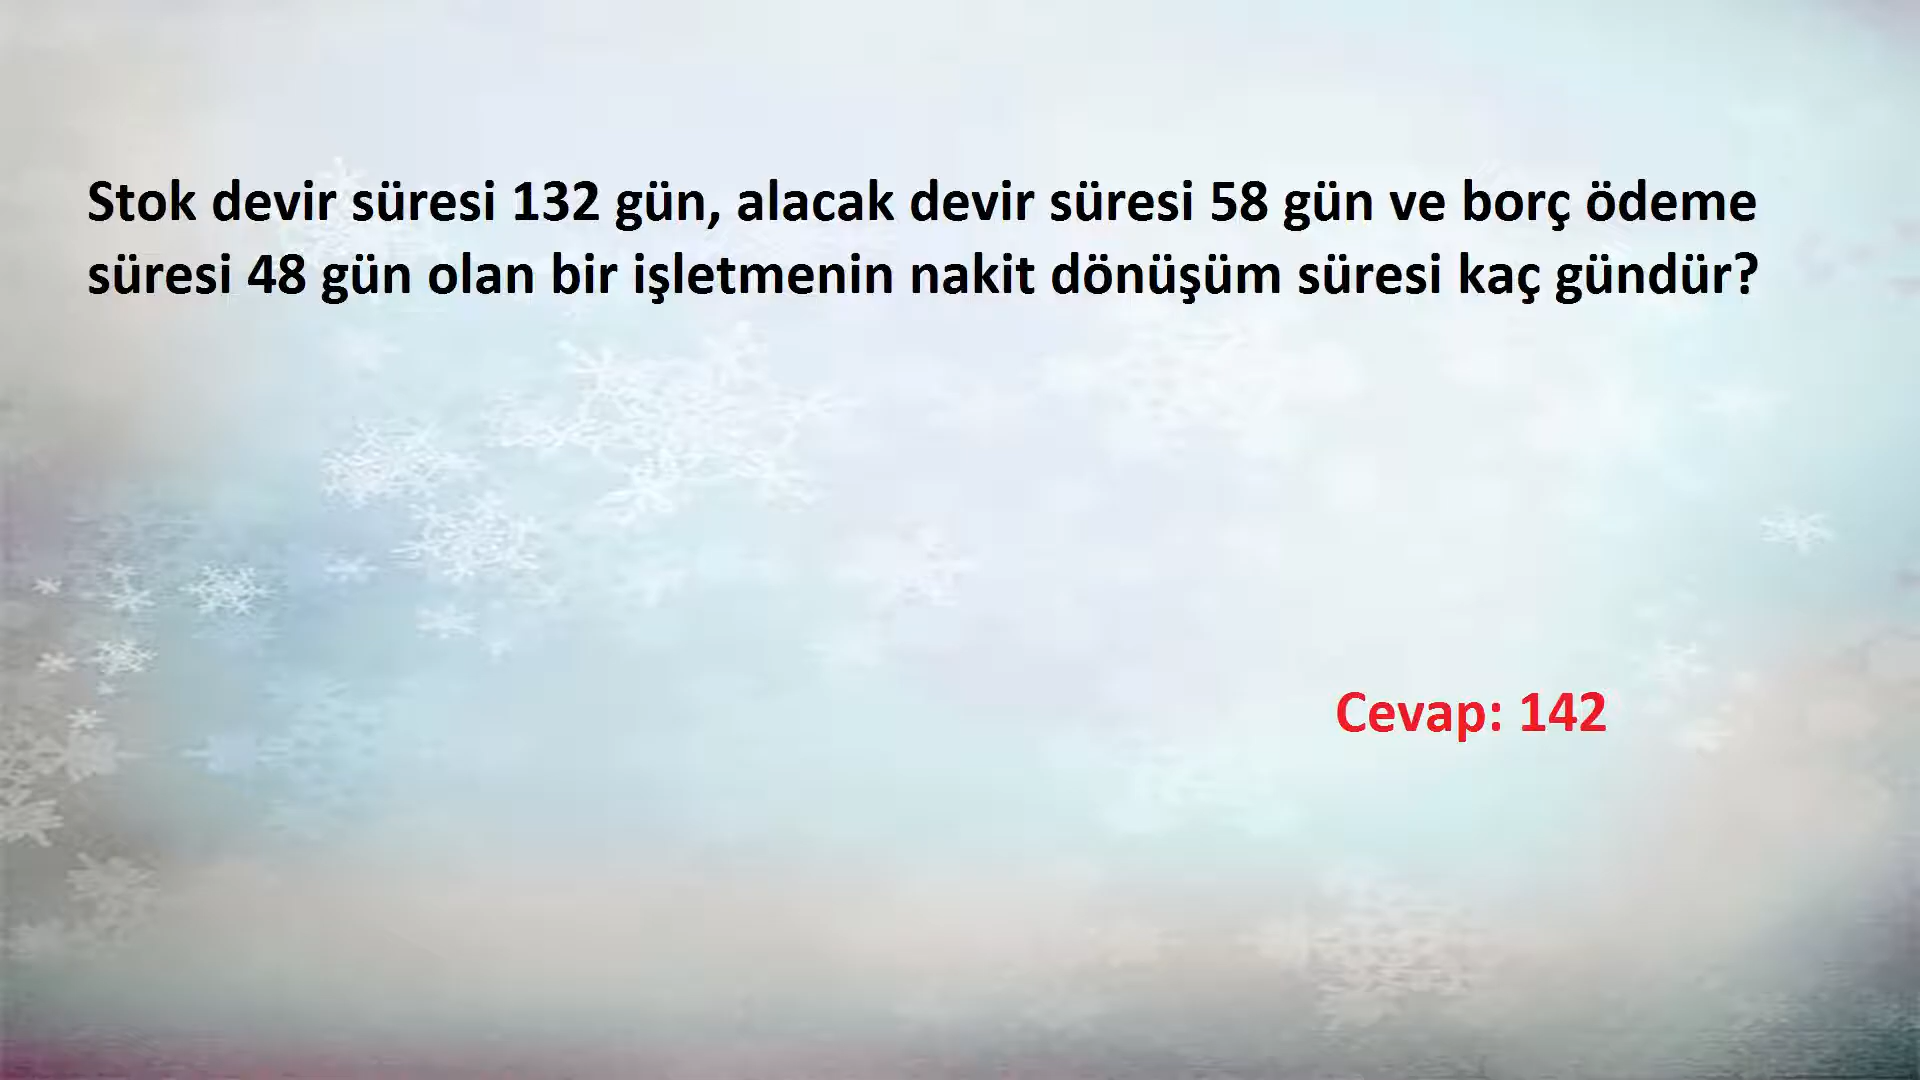 Stok devir süresi 132 gün, alacak devir süresi 58 gün ve borç ödeme
süresi 48 gün olan bir işletmenin nakit dönüşüm süresi kaç gündür?
Cevap: 142